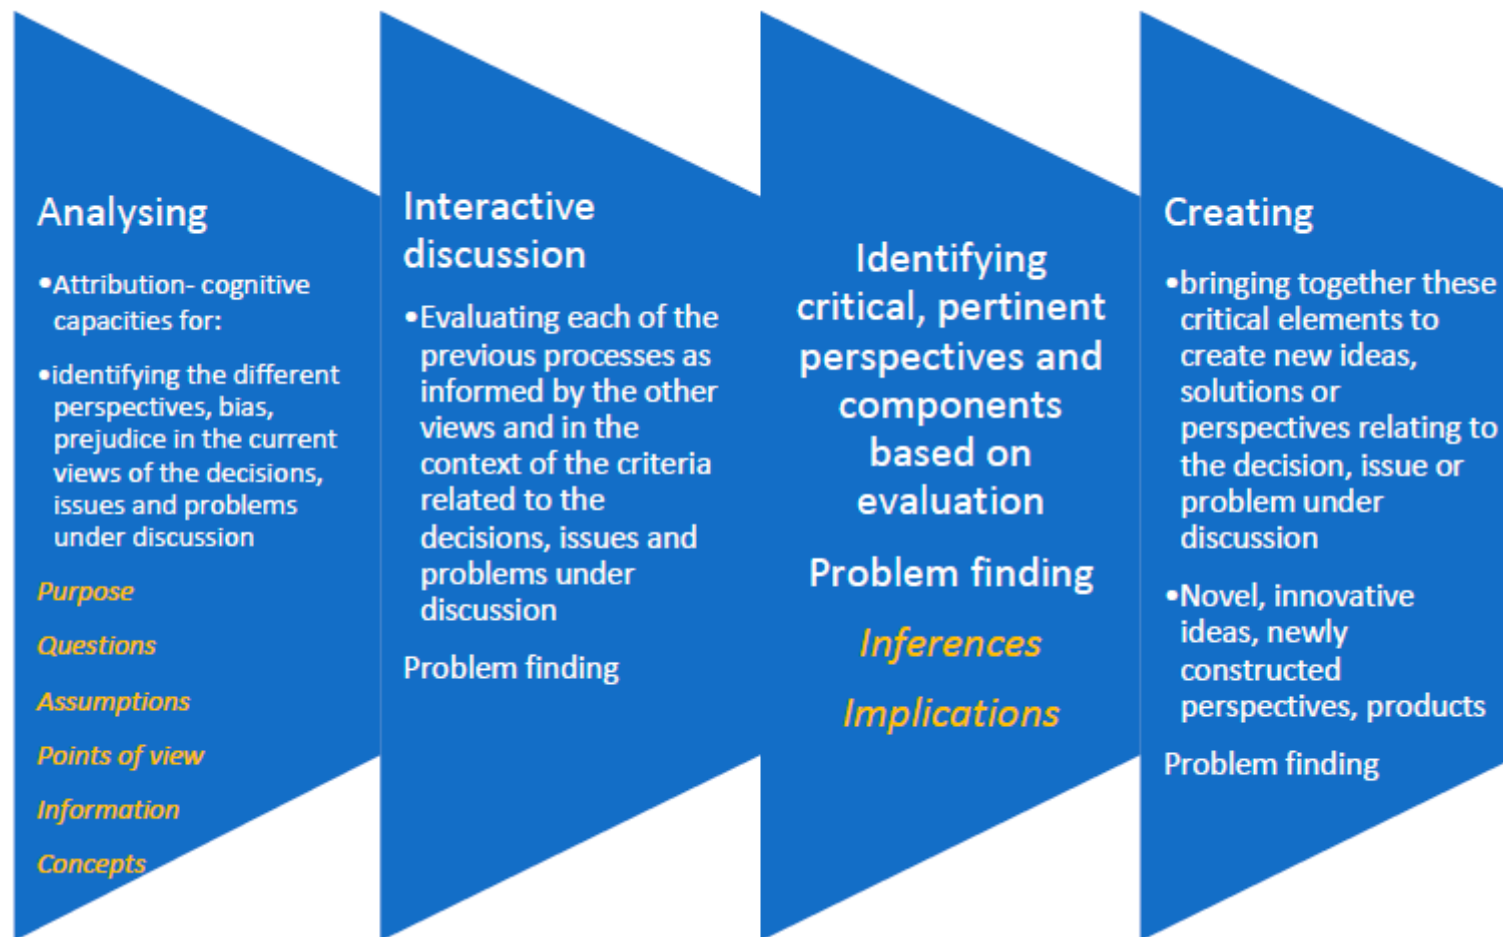 Analysing
•Attribution- cognitive
capacities for:
•identifying the different
perspectives, bias,
prejudice in the current
views of the decisions,
issues and problems
under discussion
Purpose
Questions
Assumptions
Points of view
Information
Concepts
Interactive
discussion
•Evaluating each of the
previous processes as
informed by the other
views and in the
context of the criteria
related to the
decisions, issues and
problems under
discussion
Problem finding
Identifying
critical, pertinent
perspectives and
components
based on
evaluation
Problem finding
Inferences
Implications
Creating
•bringing together these
critical elements to
create new ideas,
solutions or
perspectives relating to
the decision, issue or
problem under
discussion
•Novel, innovative
ideas, newly
constructed
perspectives, products
Problem finding